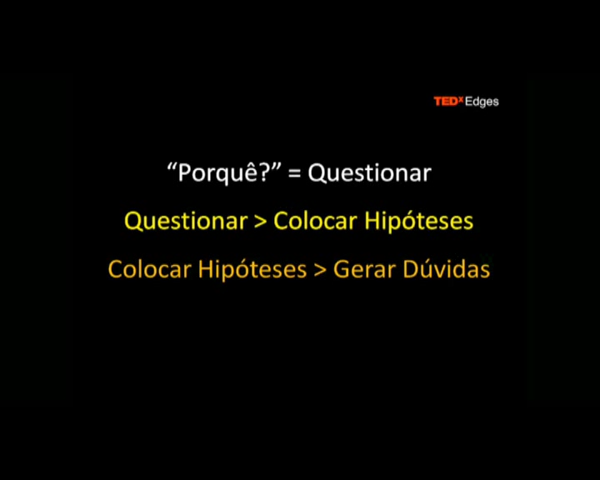 TEDxEdges
“Porquê?” = Questionar
Questionar > Colocar Hipóteses
Colocar Hipóteses > Gerar Dúvidas